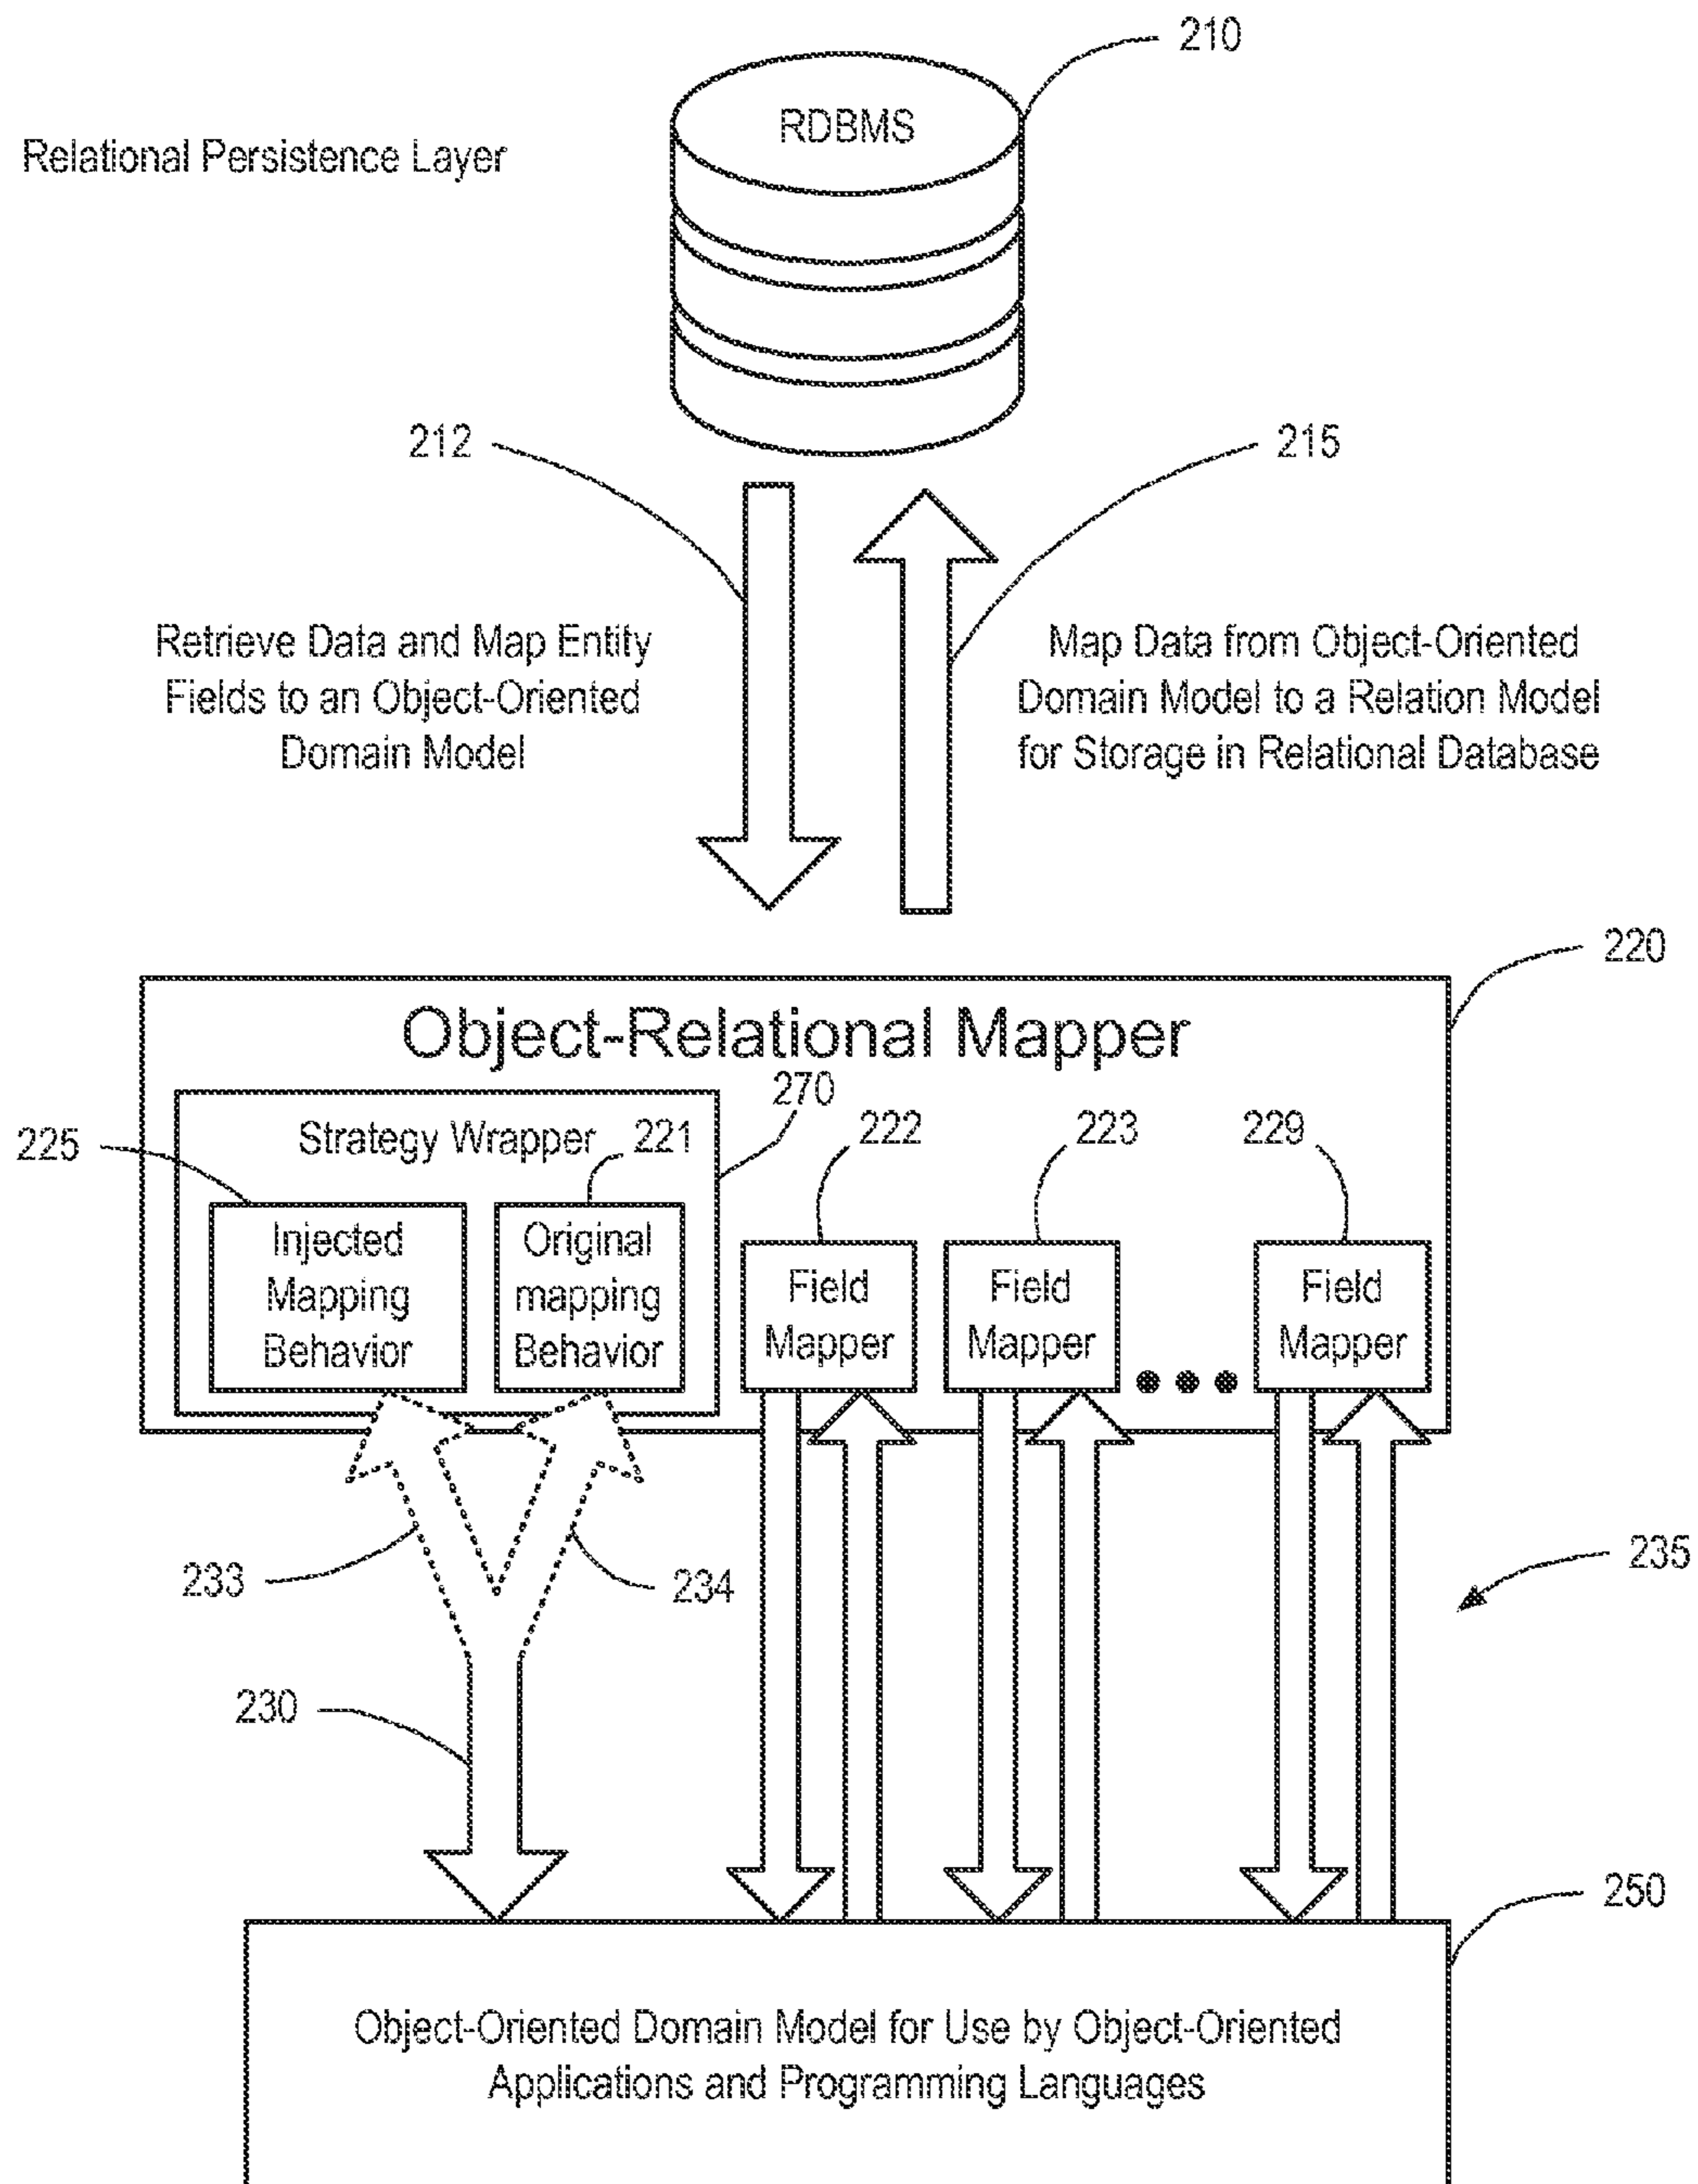 210
RDBMS
Relational Persistence Layer
212
215
Retrieve Data and Map Entity
Fields to an Object-Oriented
Domain Model
Map Data from Object-Oriented
Domain Model to a Relation Model
for Storage in Relational Database
220
Object-Relational Mapper
270
225
Strategy Wrapper
221
222
223
229
Injected
Mapping
Behavior
Original
mapping
Behavior
Field
Mapper
Field
Mapper
Field
Mapper
233
234
235
230
250
Object-Oriented Domain Model for Use by Object-Oriented
Applications and Programming Languages